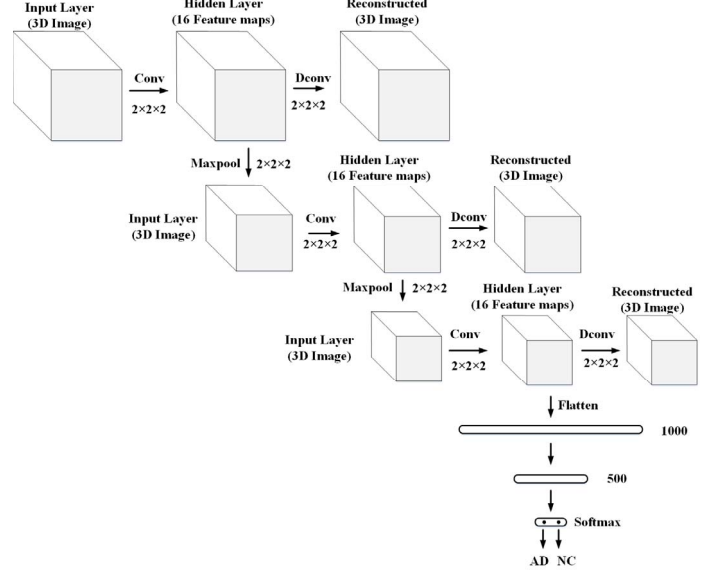 Input Layer
(3D Image)
Hidden Layer
(16 Feature maps)
Reconstructed
(3D Image)
Conv
2×2×2
Dconv
2×2×2
Maxpool 2×2×2
Input Layer
(3D Image)
Conv
2×2×2
Hidden Layer
(16 Feature maps)
Dconv
2×2×2
Reconstructed
(3D Image)
Maxpool 2×2×2
Input Layer
(3D Image)
Conv
2×2×2
Hidden Layer
(16 Feature maps)
Dconv
2×2×2
Reconstructed
(3D Image)
Flatten
1000
500
Softmax
AD NC